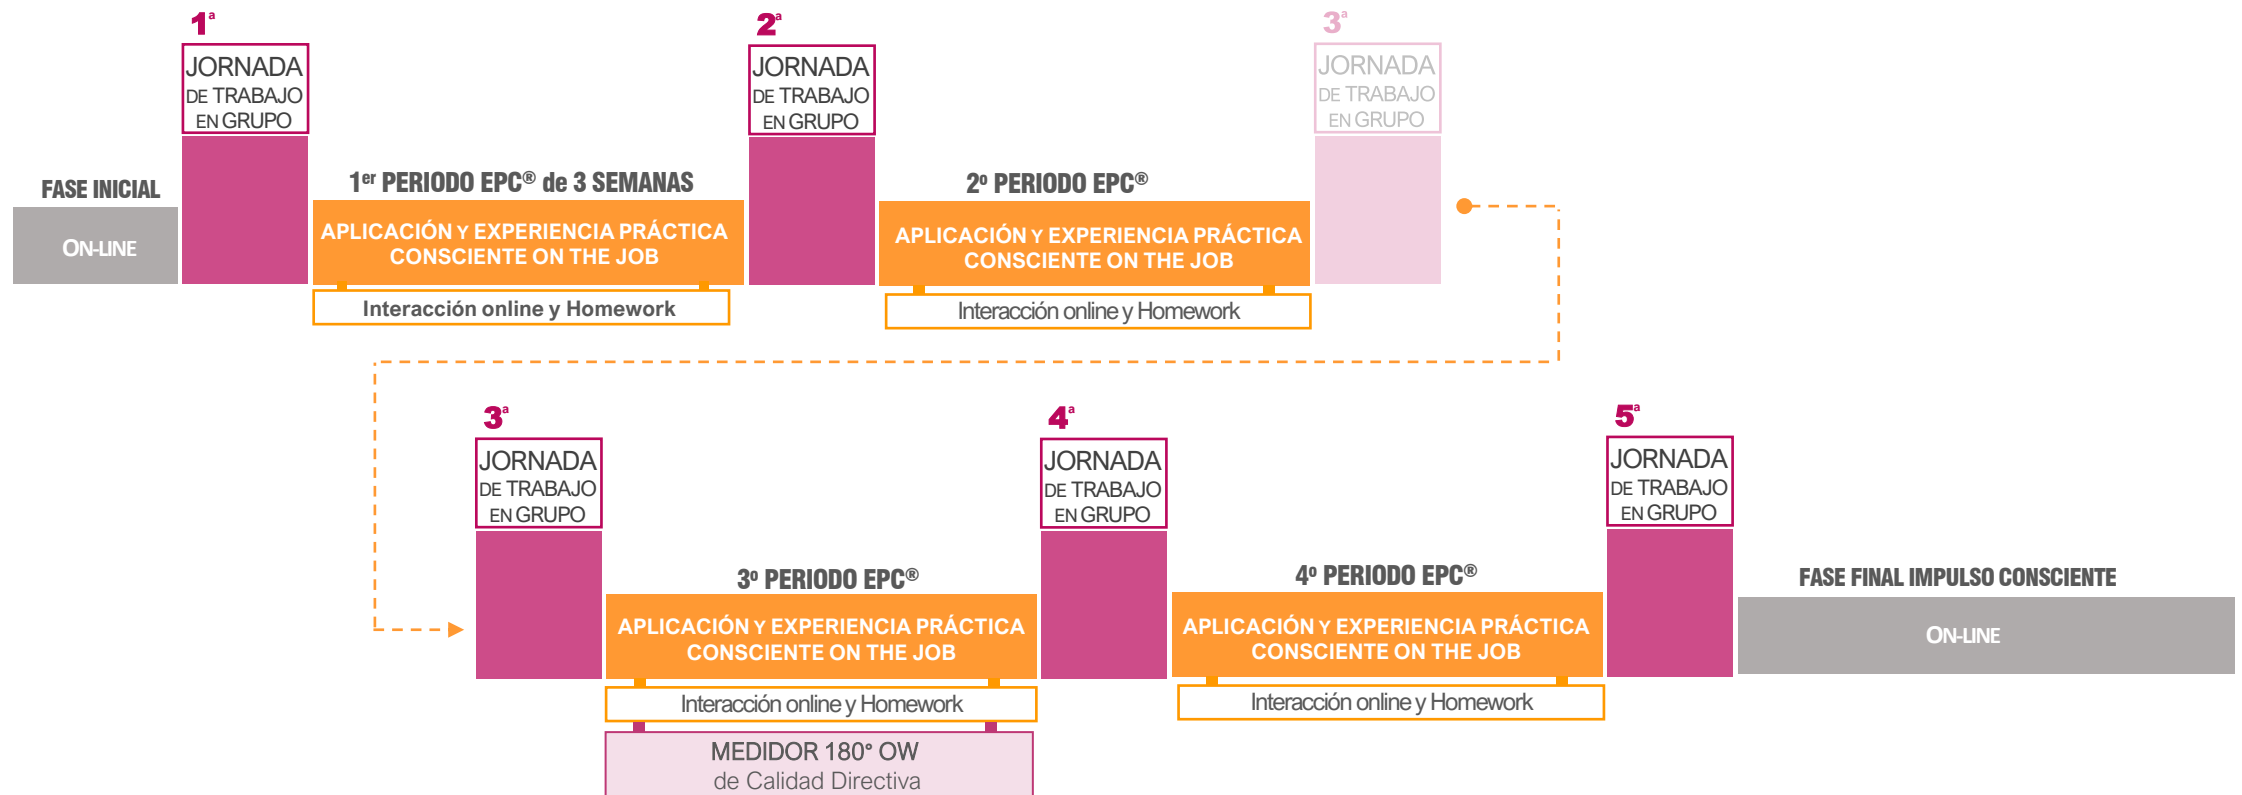 1ª
JORNADA
DE TRABAJO
EN GRUPO
2ª
JORNADA
DE TRABAJO
EN GRUPO
3ª
JORNADA
DE TRABAJO
EN GRUPO
FASE INICIAL
ON-LINE
1er PERIODO EPC® de 3 SEMANAS
APLICACIÓN Y EXPERIENCIA PRÁCTICA
CONSCIENTE ON THE JOB
Interacción online y Homework
2º PERIODO EPC®
APLICACIÓN Y EXPERIENCIA PRÁCTICA
CONSCIENTE ON THE JOB
Interacción online y Homework
3ª
JORNADA
DE TRABAJO
EN GRUPO
4ª
JORNADA
DE TRABAJO
EN GRUPO
5ª
JORNADA
DE TRABAJO
EN GRUPO
3º PERIODO EPC®
APLICACIÓN Y EXPERIENCIA PRÁCTICA
CONSCIENTE ON THE JOB
Interacción online y Homework
MEDIDOR 180° OW
de Calidad Directiva
4º PERIODO EPC®
APLICACIÓN Y EXPERIENCIA PRÁCTICA
CONSCIENTE ON THE JOB
Interacción online y Homework
FASE FINAL IMPULSO CONSCIENTE
ON-LINE